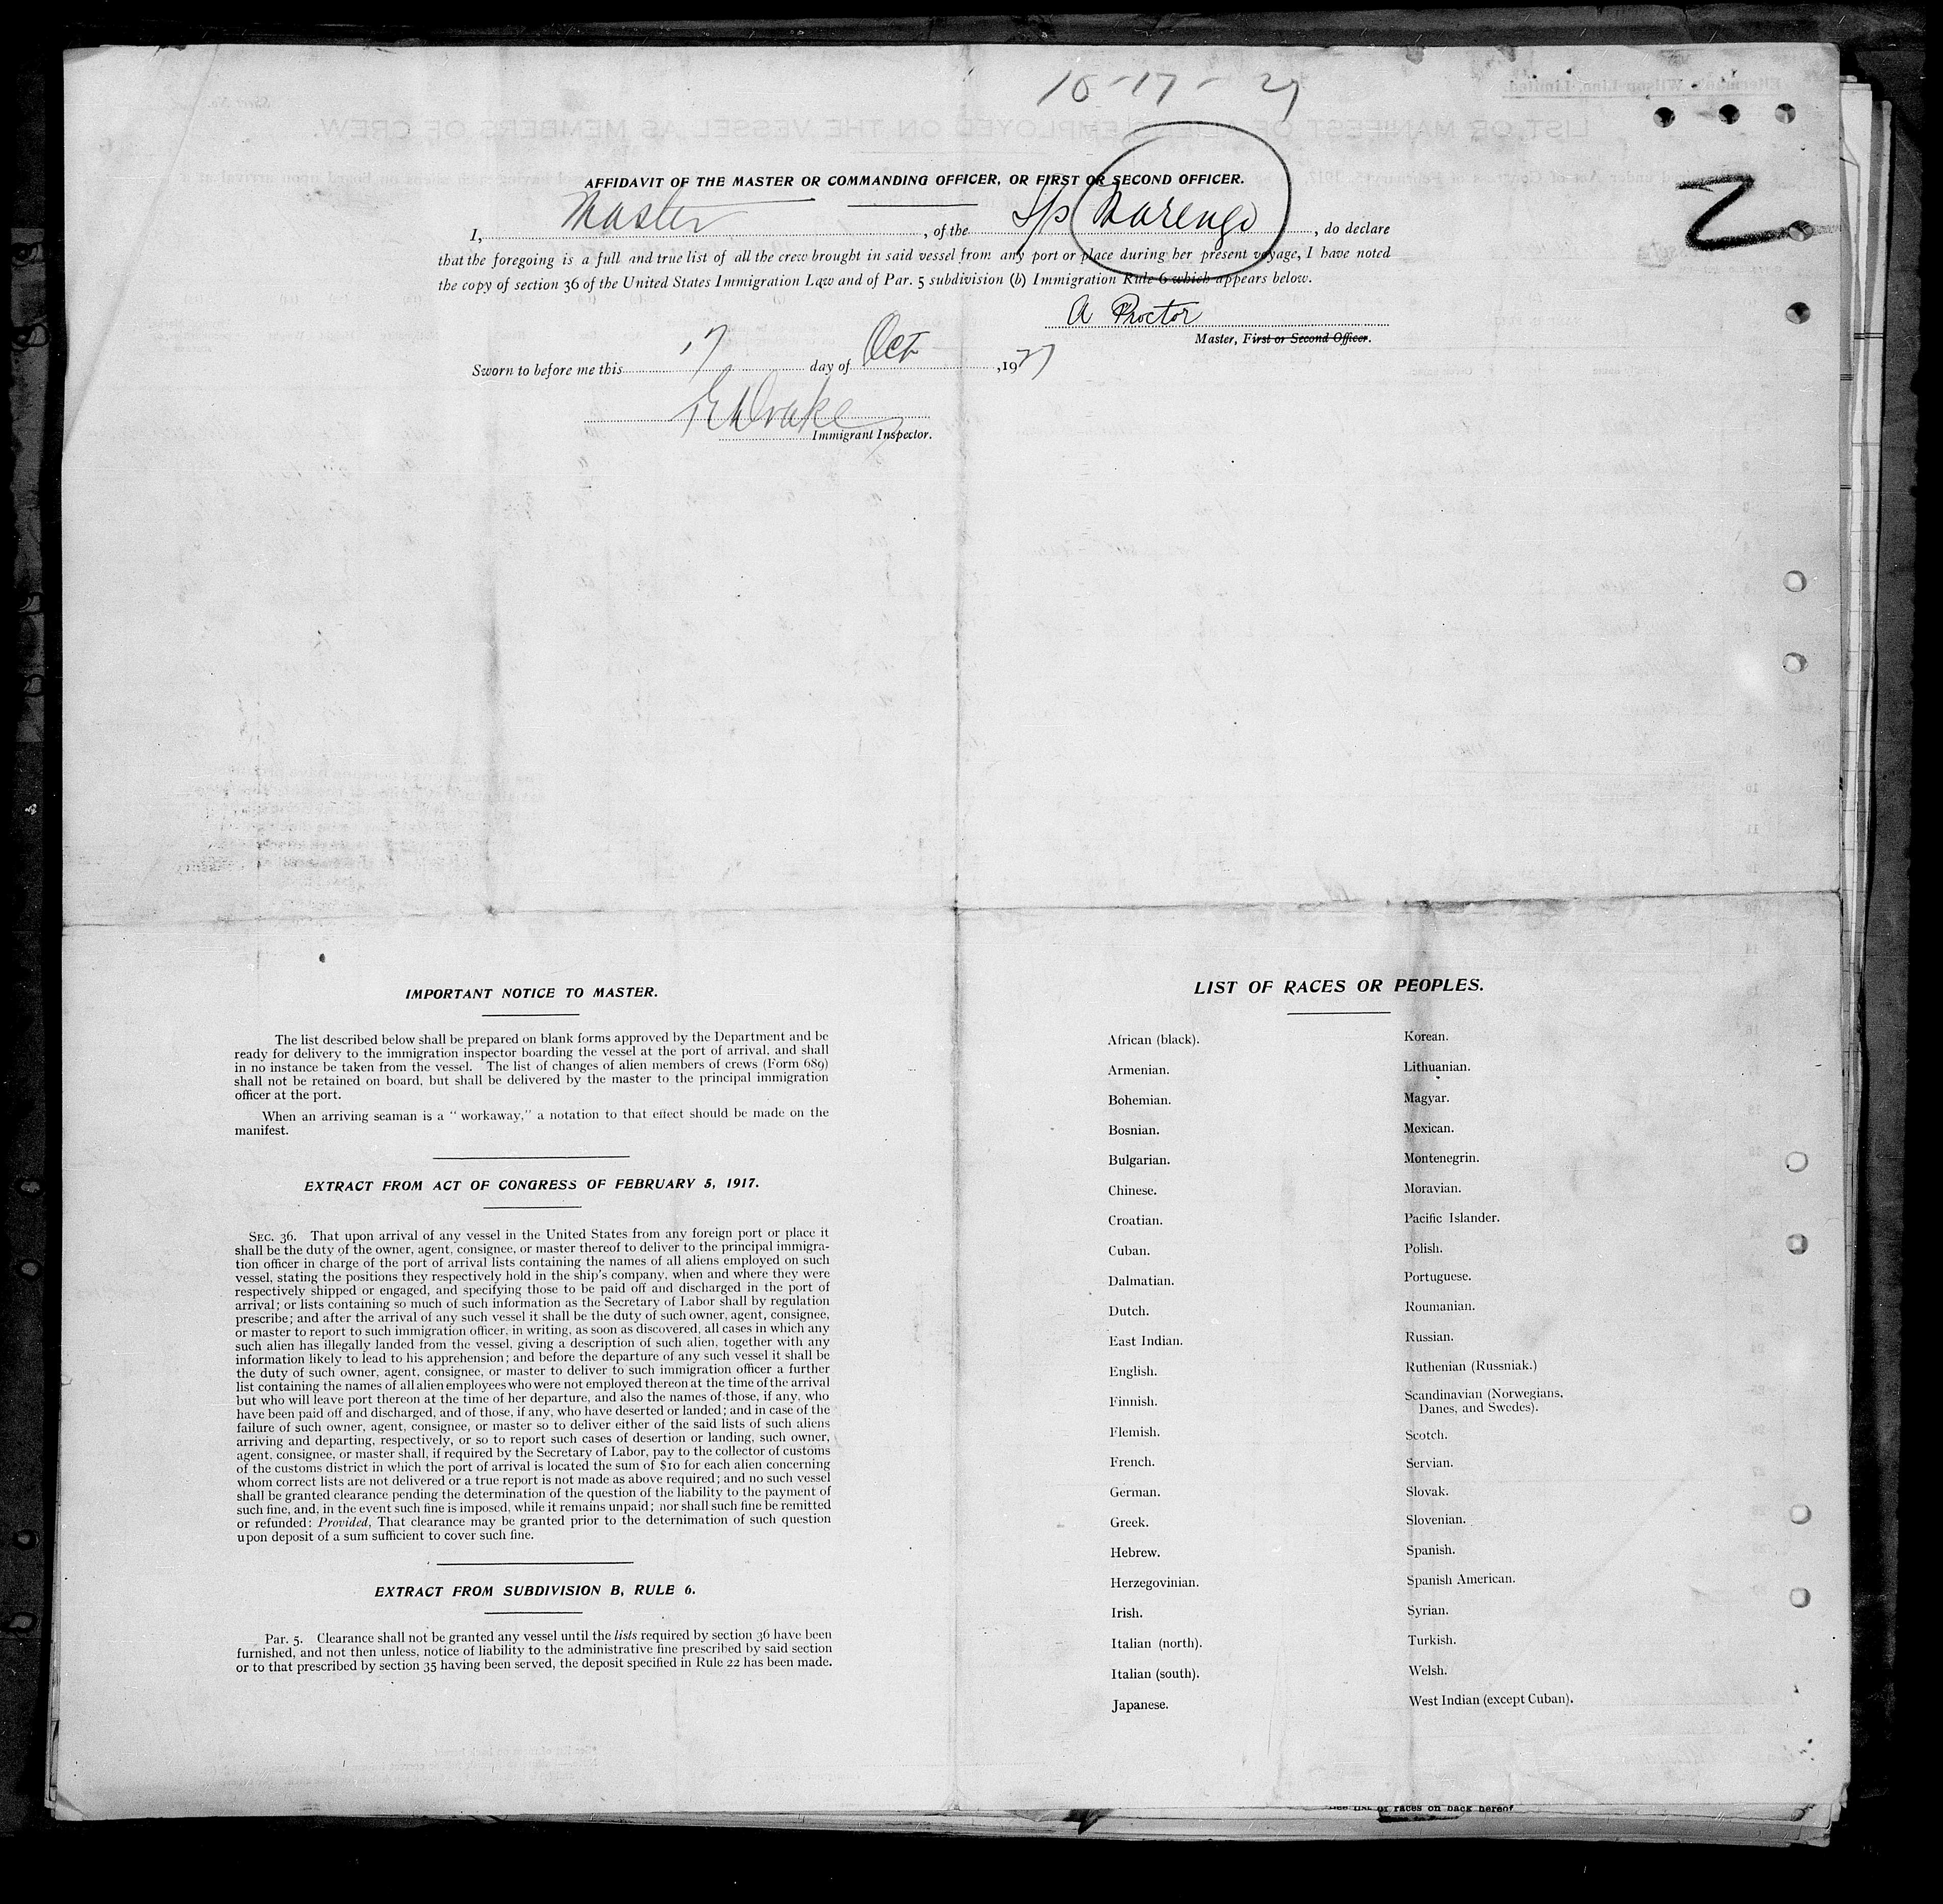 10-17-27
2
AFFIDAVIT OF THE MASTER OR COMMANDING OFFICER, OR FIRST OR SECOND OFFICER.
I, Master, of the S/S Marengo, do declare
that the foregoing is a full and true list of all the crew brought in said vessel from any port or place during her present voyage, I have noted
the copy of section 36 of the United States Immigration Law and of Par. 5 subdivision (b) Immigration Rule 6 which appears below.
A Proctor
Master, First or Second Officer.
Sworn to before me this 17 day of Oct, 1927
Drake
Immigrant Inspector.
IMPORTANT NOTICE TO MASTER.
The list described below shall be prepared on blank forms approved by the Department and be
ready for delivery to the immigration inspector boarding the vessel at the port of arrival, and shall
in no instance be taken from the vessel. The list of changes of alien members of crews (Form 689)
shall not be retained on board, but shall be delivered by the master to the principal immigration
officer at the port.
When an arriving seaman is a " workaway," a notation to that effect should be made on the
manifest.
EXTRACT FROM ACT OF CONGRESS OF FEBRUARY 5, 1917.
SEC. 36. That upon arrival of any vessel in the United States from any foreign port or place it
shall be the duty of the owner, agent, consignee, or master thereof to deliver to the principal immigra-
tion officer in charge of the port of arrival lists containing the names of all aliens employed on such
vessel, stating the positions they respectively hold in the ship's company, when and where they were
respectively shipped or engaged, and specifying those to be paid off and discharged in the port of
arrival; or lists containing so much of such information as the Secretary of Labor shall by regulation
prescribe; and after the arrival of any such vessel it shall be the duty of such owner, agent, consignee,
or master to report to such immigration officer, in writing, as soon as discovered, all cases in which any
such alien has illegally landed from the vessel, giving a description of such alien, together with any
information likely to lead to his apprehension; and before the departure of any such vessel it shall be
the duty of such owner, agent, consignee, or master to deliver to such immigration officer a further
list containing the names of all alien employees who were not employed thereon at the time of the arrival
but who will leave port thereon at the time of her departure, and also the names of those, if any, who
have been paid off and discharged, and of those, if any, who have deserted or landed; and in case of the
failure of such owner, agent, consignee, or master so to deliver either of the said lists of such aliens
arriving and departing, respectively, or so to report such cases of desertion or landing, such owner,
agent, consignee, or master shall, if required by the Secretary of Labor, pay to the collector of customs
of the customs district in which the port of arrival is located the sum of $10 for each alien concerning
whom correct lists are not delivered or a true report is not made as above required; and no such vessel
shall be granted clearance pending the determination of the question of the liability to the payment of
such fine, and, in the event such fine is imposed, while it remains unpaid; nor shall such fine be remitted
or refunded: Provided, That clearance may be granted prior to the deternimation of such question
upon deposit of a sum sufficient to cover such fine.
EXTRACT FROM SUBDIVISION B, RULE 6.
Par. 5. Clearance shall not be granted any vessel until the lists required by section 36 have been
furnished, and not then unless, notice of liability to the administrative fine prescribed by said section
or to that prescribed by section 35 having been served, the deposit specified in Rule 22 has been made.
LIST OF RACES OR PEOPLES.
African (black).
Armenian.
Bohemian.
Bosnian.
Bulgarian.
Chinese.
Croatian.
Cuban.
Dalmatian.
Dutch.
East Indian.
English.
Finnish.
Flemish.
French.
German.
Greek.
Hebrew.
Herzegovinian.
Irish.
Italian (north).
Italian (south).
Japanese.
Korean.
Lithuanian.
Magyar.
Mexican.
Montenegrin.
Moravian.
Pacific Islander.
Polish.
Portuguese.
Roumanian.
Russian.
Ruthenian (Russniak.)
Scandinavian (Norwegians,
Danes, and Swedes).
Scotch.
Servian.
Slovak.
Slovenian.
Spanish.
Spanish American.
Syrian.
Turkish.
Welsh.
West Indian (except Cuban).
See list of races on back hereof